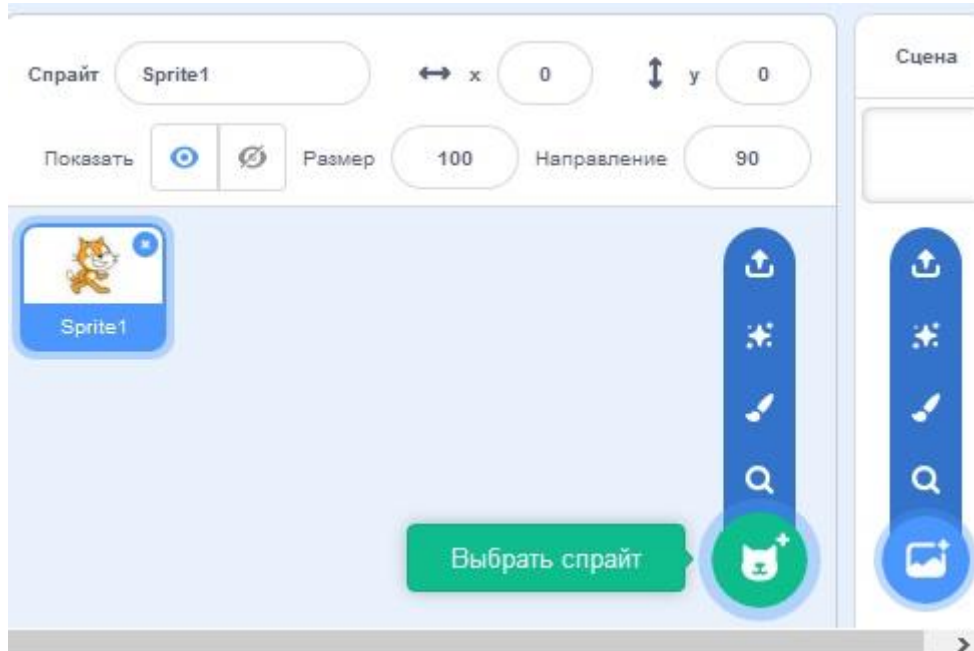 Спрайт Sprite1 x 0 y 0 Сцена
Показать Размер 100 Направление 90
Sprite1
Выбрать спрайт